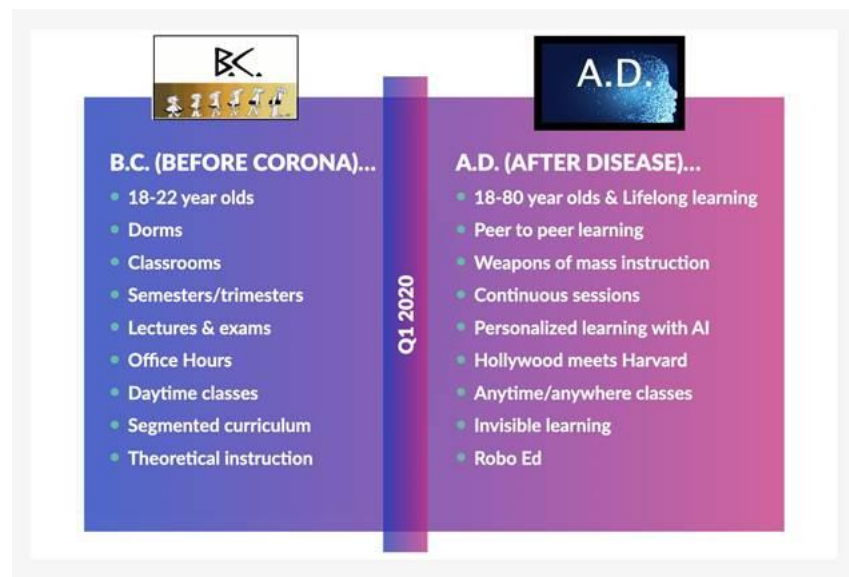 B.C.
A.D.
B.C. (BEFORE CORONA)...
• 18-22 year olds
• Dorms
• Classrooms
• Semesters/trimesters
• Lectures & exams
• Office Hours
• Daytime classes
• Segmented curriculum
• Theoretical instruction
Q1 2020
A.D. (AFTER DISEASE)...
• 18-80 year olds & Lifelong learning
• Peer to peer learning
• Weapons of mass instruction
• Continuous sessions
• Personalized learning with AI
• Hollywood meets Harvard
• Anytime/anywhere classes
• Invisible learning
• Robo Ed